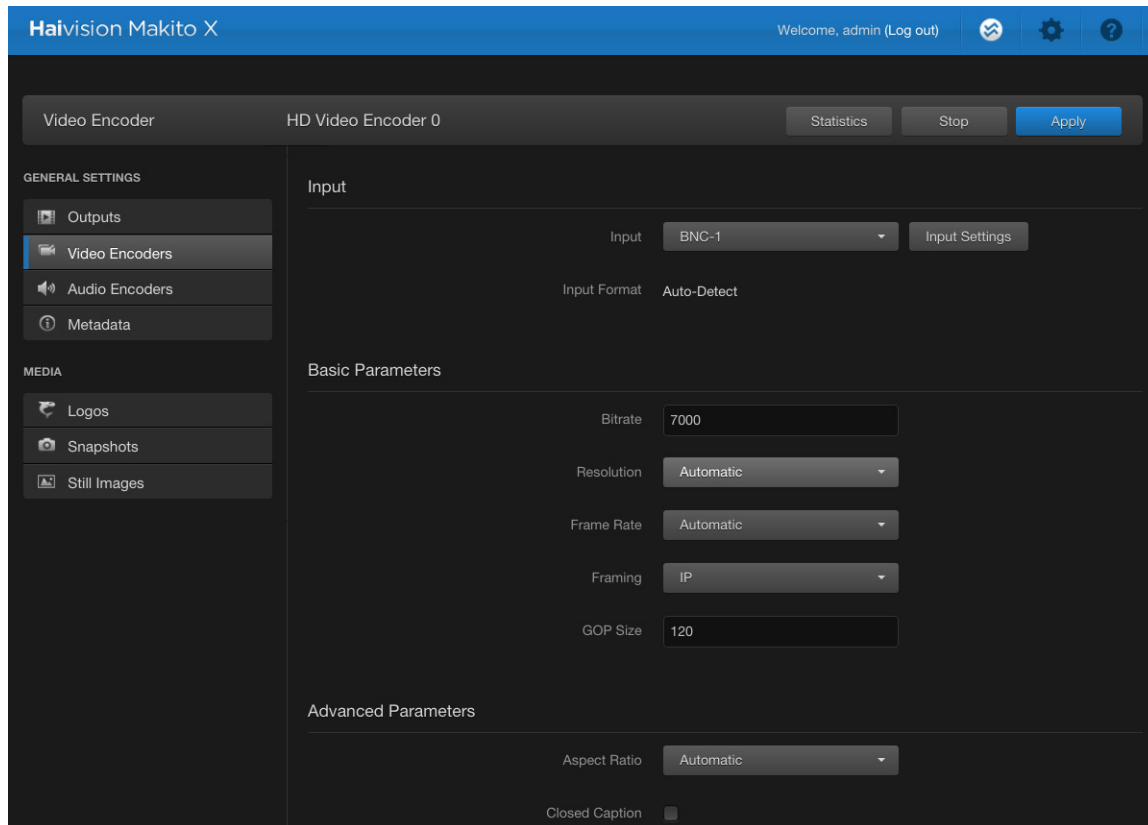 Haivision Makito X
Welcome, admin (Log out)
Video Encoder
HD Video Encoder 0
Statistics
Stop
Apply
GENERAL SETTINGS
Outputs
Video Encoders
Audio Encoders
Metadata
MEDIA
Logos
Snapshots
Still Images
Input
Input BNC-1 Input Settings
Input Format Auto-Detect
Basic Parameters
Bitrate 7000
Resolution Automatic
Frame Rate Automatic
Framing IP
GOP Size 120
Advanced Parameters
Aspect Ratio Automatic
Closed Caption